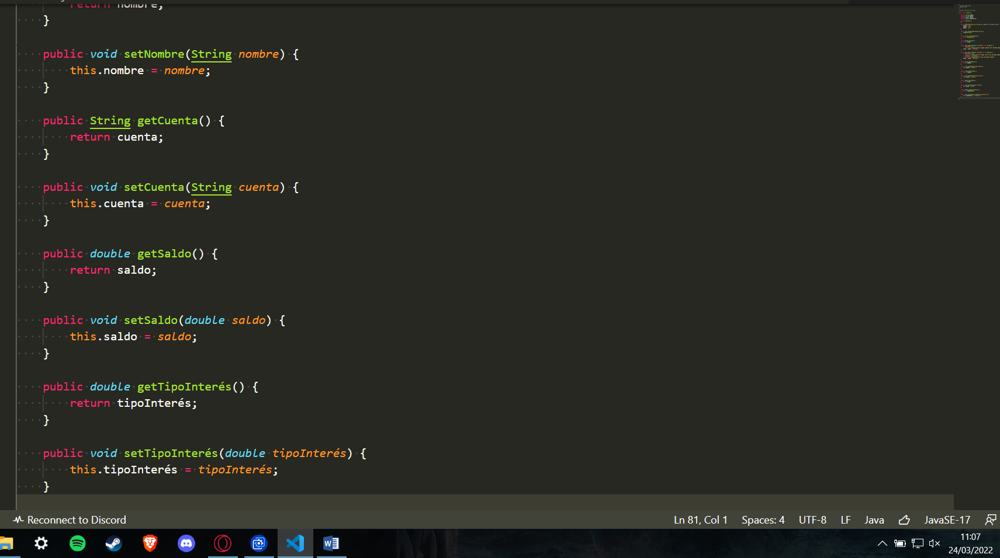 return nombre;
}
public void setNombre(String nombre) {
this.nombre = nombre;
}
public String getCuenta() {
return cuenta;
}
public void setCuenta(String cuenta) {
this.cuenta = cuenta;
}
public double getSaldo() {
return saldo;
}
public void setSaldo(double saldo) {
this.saldo = saldo;
}
public double getTipoInterés() {
return tipoInterés;
}
public void setTipoInterés(double tipoInterés) {
this.tipoInterés = tipoInterés;
}
Reconnect to Discord
Ln 81, Col 1
Spaces: 4
UTF-8
LF
Java
JavaSE-17
11:07
24/03/2022